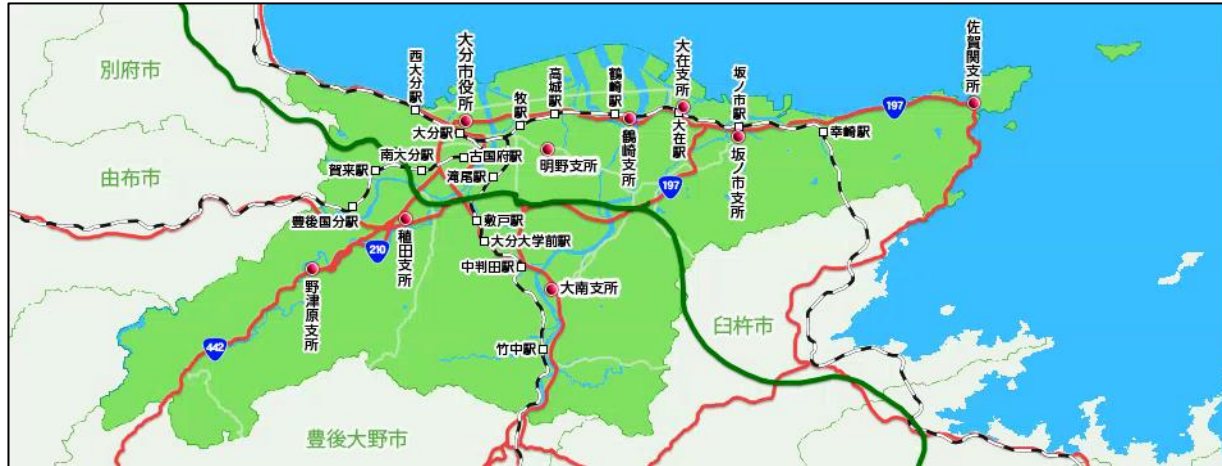 別府市
由布市
臼杵市
豊後大野市
西大分駅
大分市役所
大分駅
牧駅
高城駅
鶴崎駅
鶴崎支所
大在支所
大在駅
坂ノ市駅
坂ノ市支所
幸崎駅
佐賀関支所
197
明野支所
古国府駅
南大分駅
賀来駅
滝尾駅
197
豊後国分駅
稙田支所
敷戸駅
大分大学前駅
210
中判田駅
大南支所
野津原支所
442
竹中駅